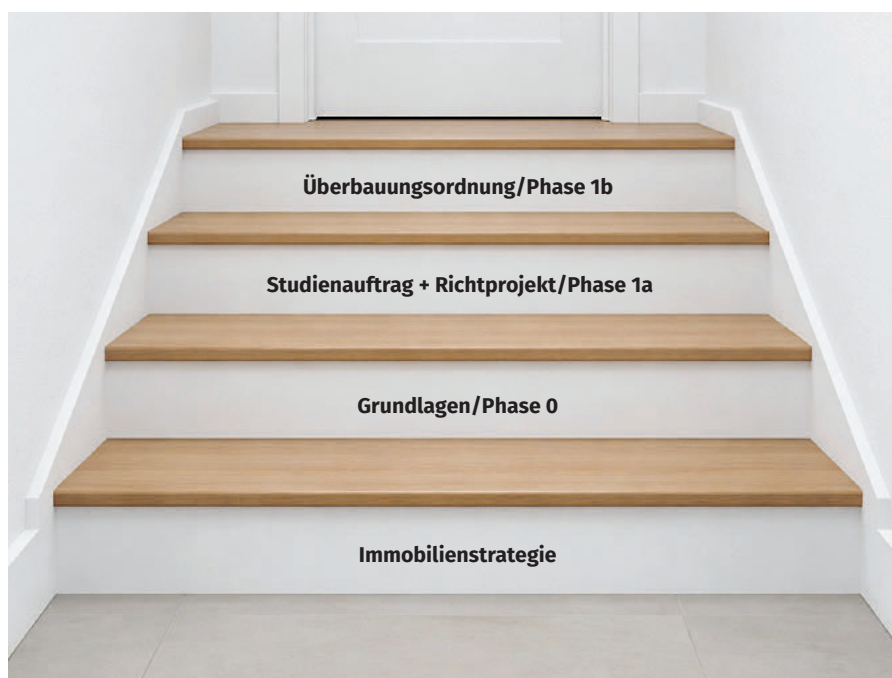 Überbauungsordnung/Phase 1b
Studienauftrag + Richtprojekt/Phase 1a
Grundlagen/Phase 0
Immobilienstrategie